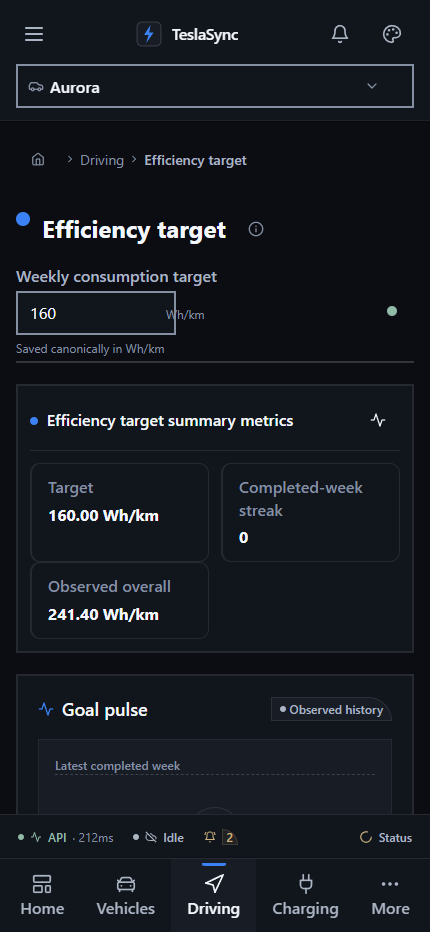 TeslaSync
Aurora
Driving
Efficiency target
Efficiency target
Weekly consumption target
160
Wh/km
Saved canonically in Wh/km
Efficiency target summary metrics
Target
160.00 Wh/km
Completed-week
streak
0
Observed overall
241.40 Wh/km
Goal pulse
Observed history
Latest completed week
API · 212ms
Idle
2
Status
Home
Vehicles
Driving
Charging
More